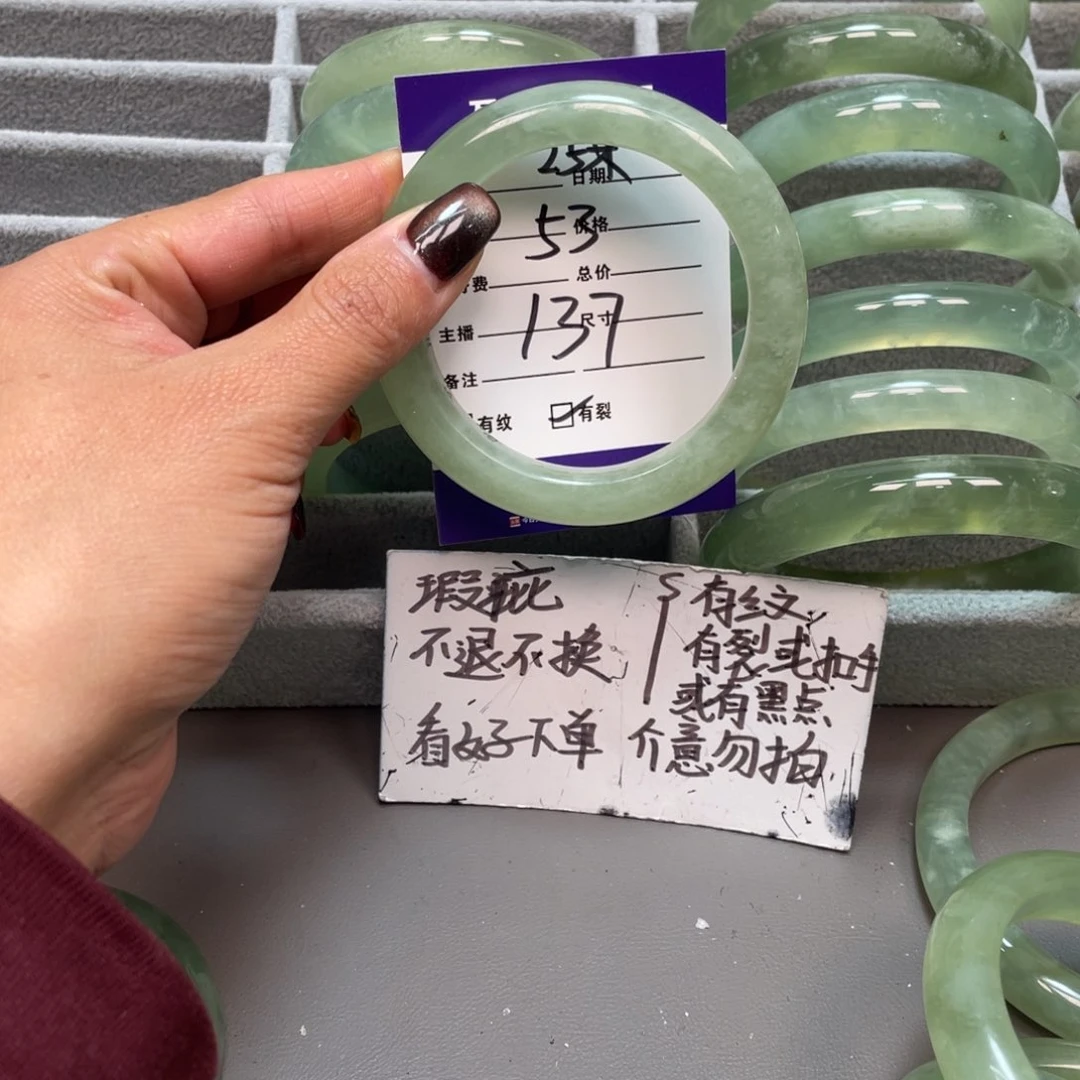 日期
53
价格
费
总价
137
主播
尺寸
备注
有纹
有裂
瑕疵
不退不换
看好下单
有纹
有裂或扣手
或有黑点
介意勿拍